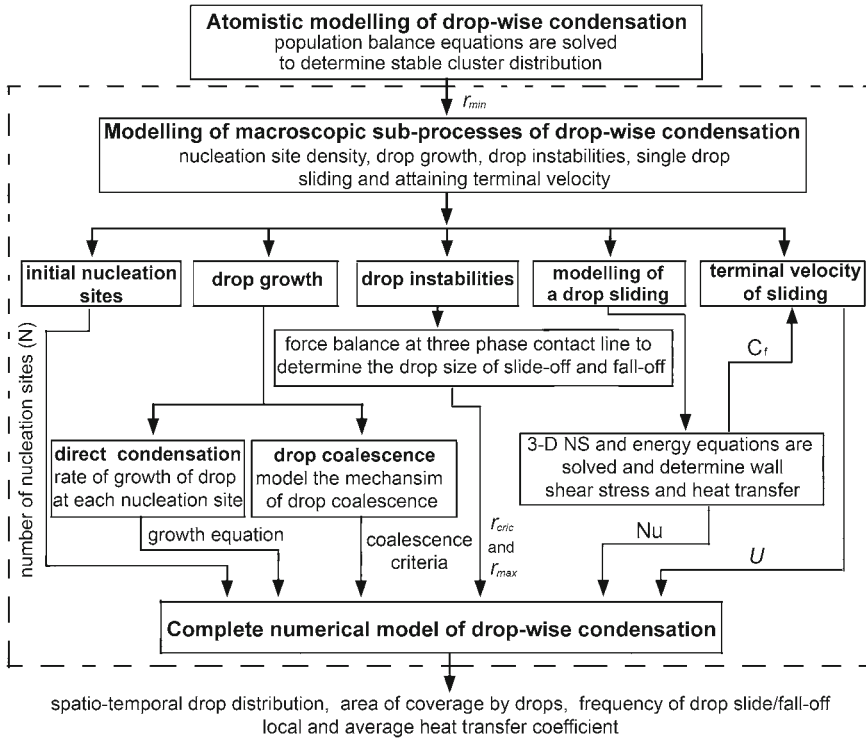 Atomistic modelling of drop-wise condensation
population balance equations are solved
to determine stable cluster distribution
rmin
Modelling of macroscopic sub-processes of drop-wise condensation
nucleation site density, drop growth, drop instabilities, single drop
sliding and attaining terminal velocity
initial nucleation
sites
drop growth
drop instabilities
modelling of
a drop sliding
terminal velocity
of sliding
number of nucleation sites (N)
force balance at three phase contact line to
determine the drop size of slide-off and fall-off
Cf
direct condensation
rate of growth of drop
at each nucleation site
drop coalescence
model the mechansim
of drop coalescence
3-D NS and energy equations are
solved and determine wall
shear stress and heat transfer
growth equation
coalescence
criteria
rcric
and
rmax
Nu
U
Complete numerical model of drop-wise condensation
spatio-temporal drop distribution, area of coverage by drops, frequency of drop slide/fall-off
local and average heat transfer coefficient